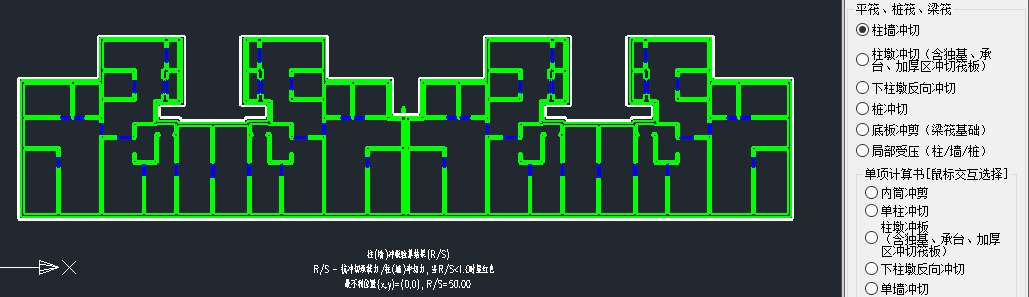 平筏、桩筏、梁筏
柱墙冲切
柱墩冲切（含独基、承
台、加厚区冲切筏板）
下柱墩反向冲切
桩冲切
底板冲剪（梁筏基础）
局部受压（柱/墙/桩）
单项计算书[鼠标交互选择]
内筒冲剪
单柱冲切
柱墩冲板
（含独基、承台、加厚
区冲切筏板）
下柱墩反向冲切
单墙冲切
柱(墙)冲切验算结果(R/S)
R/S - 抗冲切承载力/柱(墙)冲切力, 当R/S<1.0时显红色
最不利位置(x,y)=(0,0), R/S=50.00